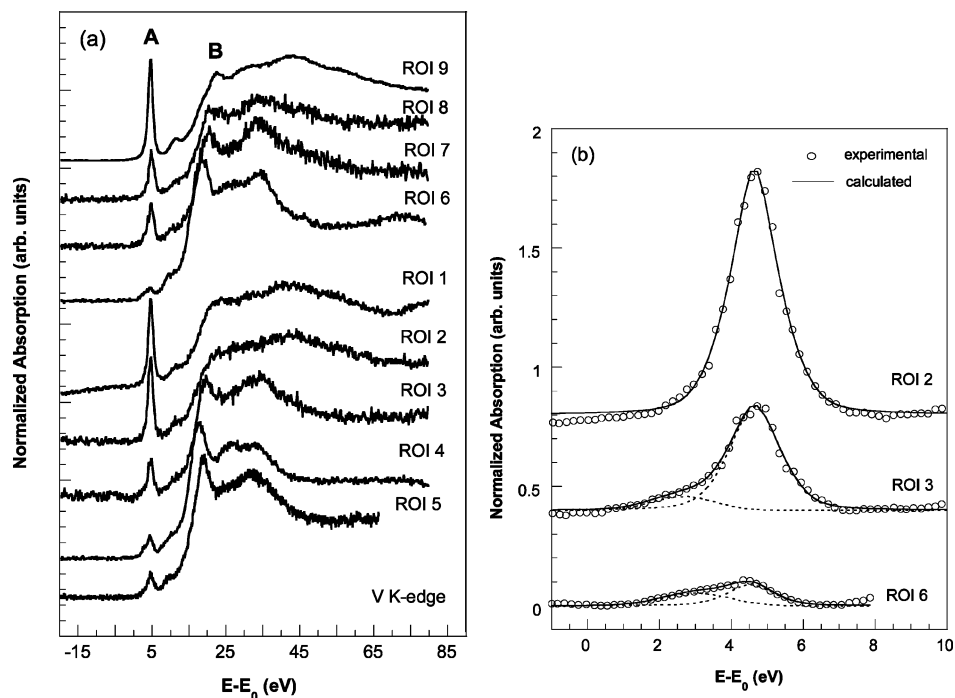 (a)
A
B
ROI 9
ROI 8
ROI 7
ROI 6
ROI 1
ROI 2
ROI 3
ROI 4
ROI 5
V K-edge
Normalized Absorption (arb. units)
-15 5 25 45 65 85
E-E0 (eV)
(b)
experimental
calculated
ROI 2
ROI 3
ROI 6
Normalized Absorption (arb. units)
2
1.5
1
0.5
0
0 2 4 6 8 10
E-E0 (eV)